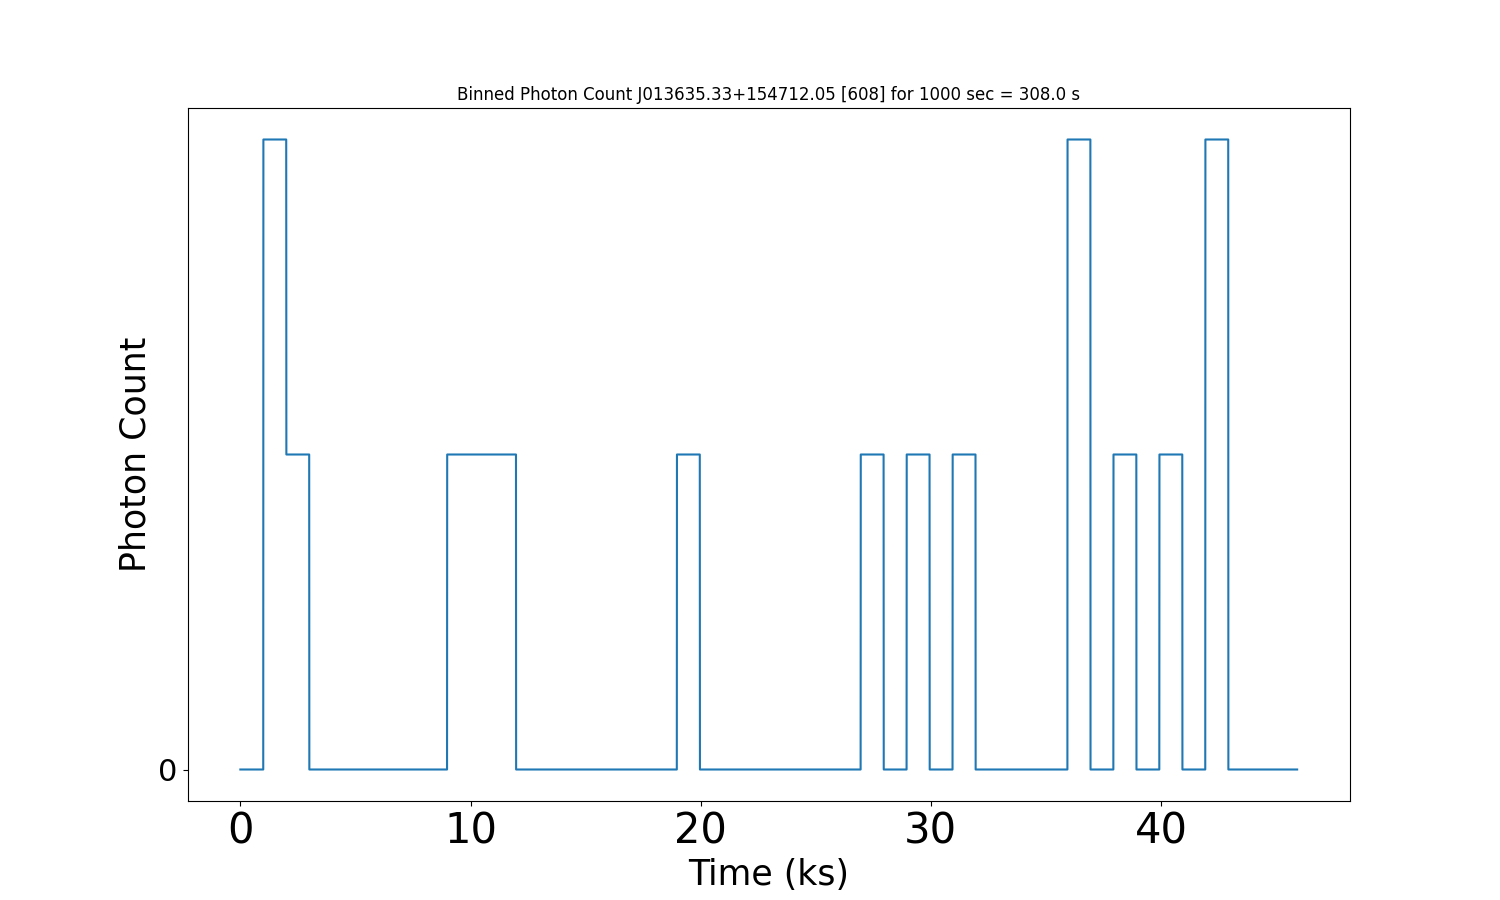 Binned Photon Count J013635.33+154712.05 [608] for 1000 sec = 308.0 s
Photon Count
0
0 10 20 30 40
Time (ks)